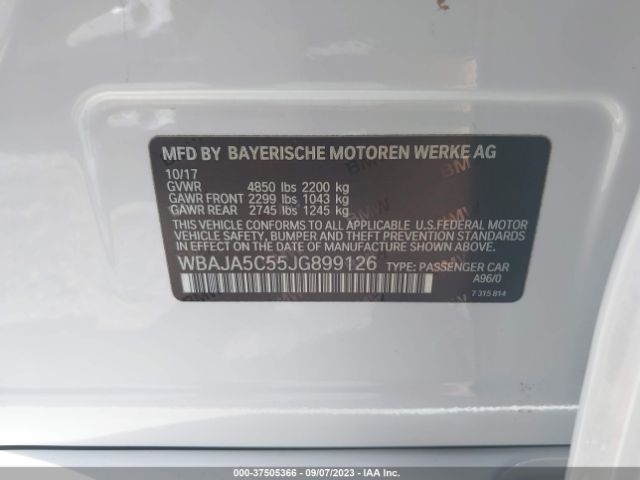 MFD BY BAYERISCHE MOTOREN WERKE AG
10/17
GVWR 4850 lbs 2200 kg
GAWR FRONT 2299 lbs 1043 kg
GAWR REAR 2745 lbs 1245 kg
THIS VEHICLE CONFORMS TO ALL APPLICABLE U.S.FEDERAL MOTOR
VEHICLE SAFETY, BUMPER AND THEFT PREVENTION STANDARDS
IN EFFECT ON THE DATE OF MANUFACTURE SHOWN ABOVE.
WBAJA5C55JG899126 TYPE: PASSENGER CAR
A96/0
7 315 814
000-37505366 - 09/07/2023 - IAA Inc.